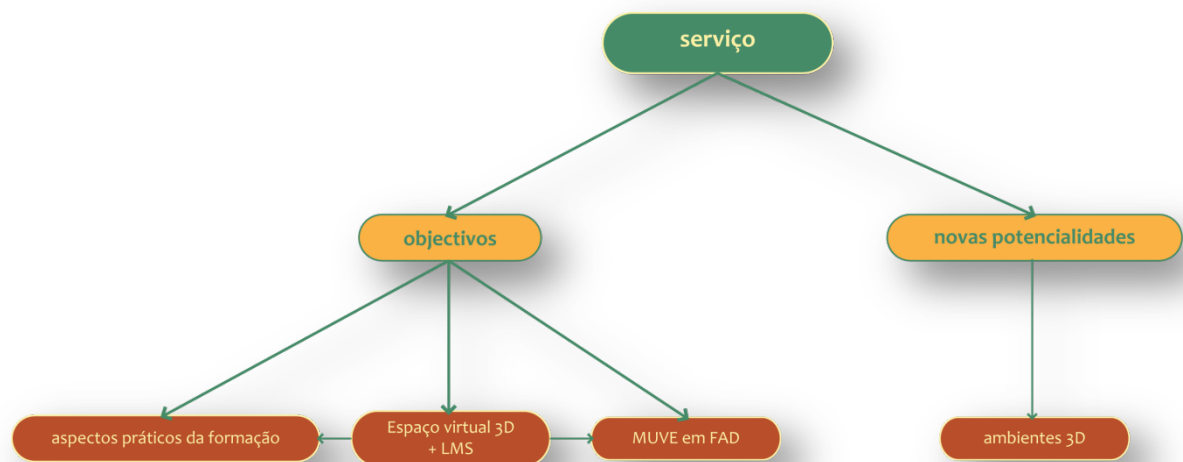 serviço
objectivos
novas potencialidades
aspectos práticos da formação
Espaço virtual 3D
+ LMS
MUVE em FAD
ambientes 3D